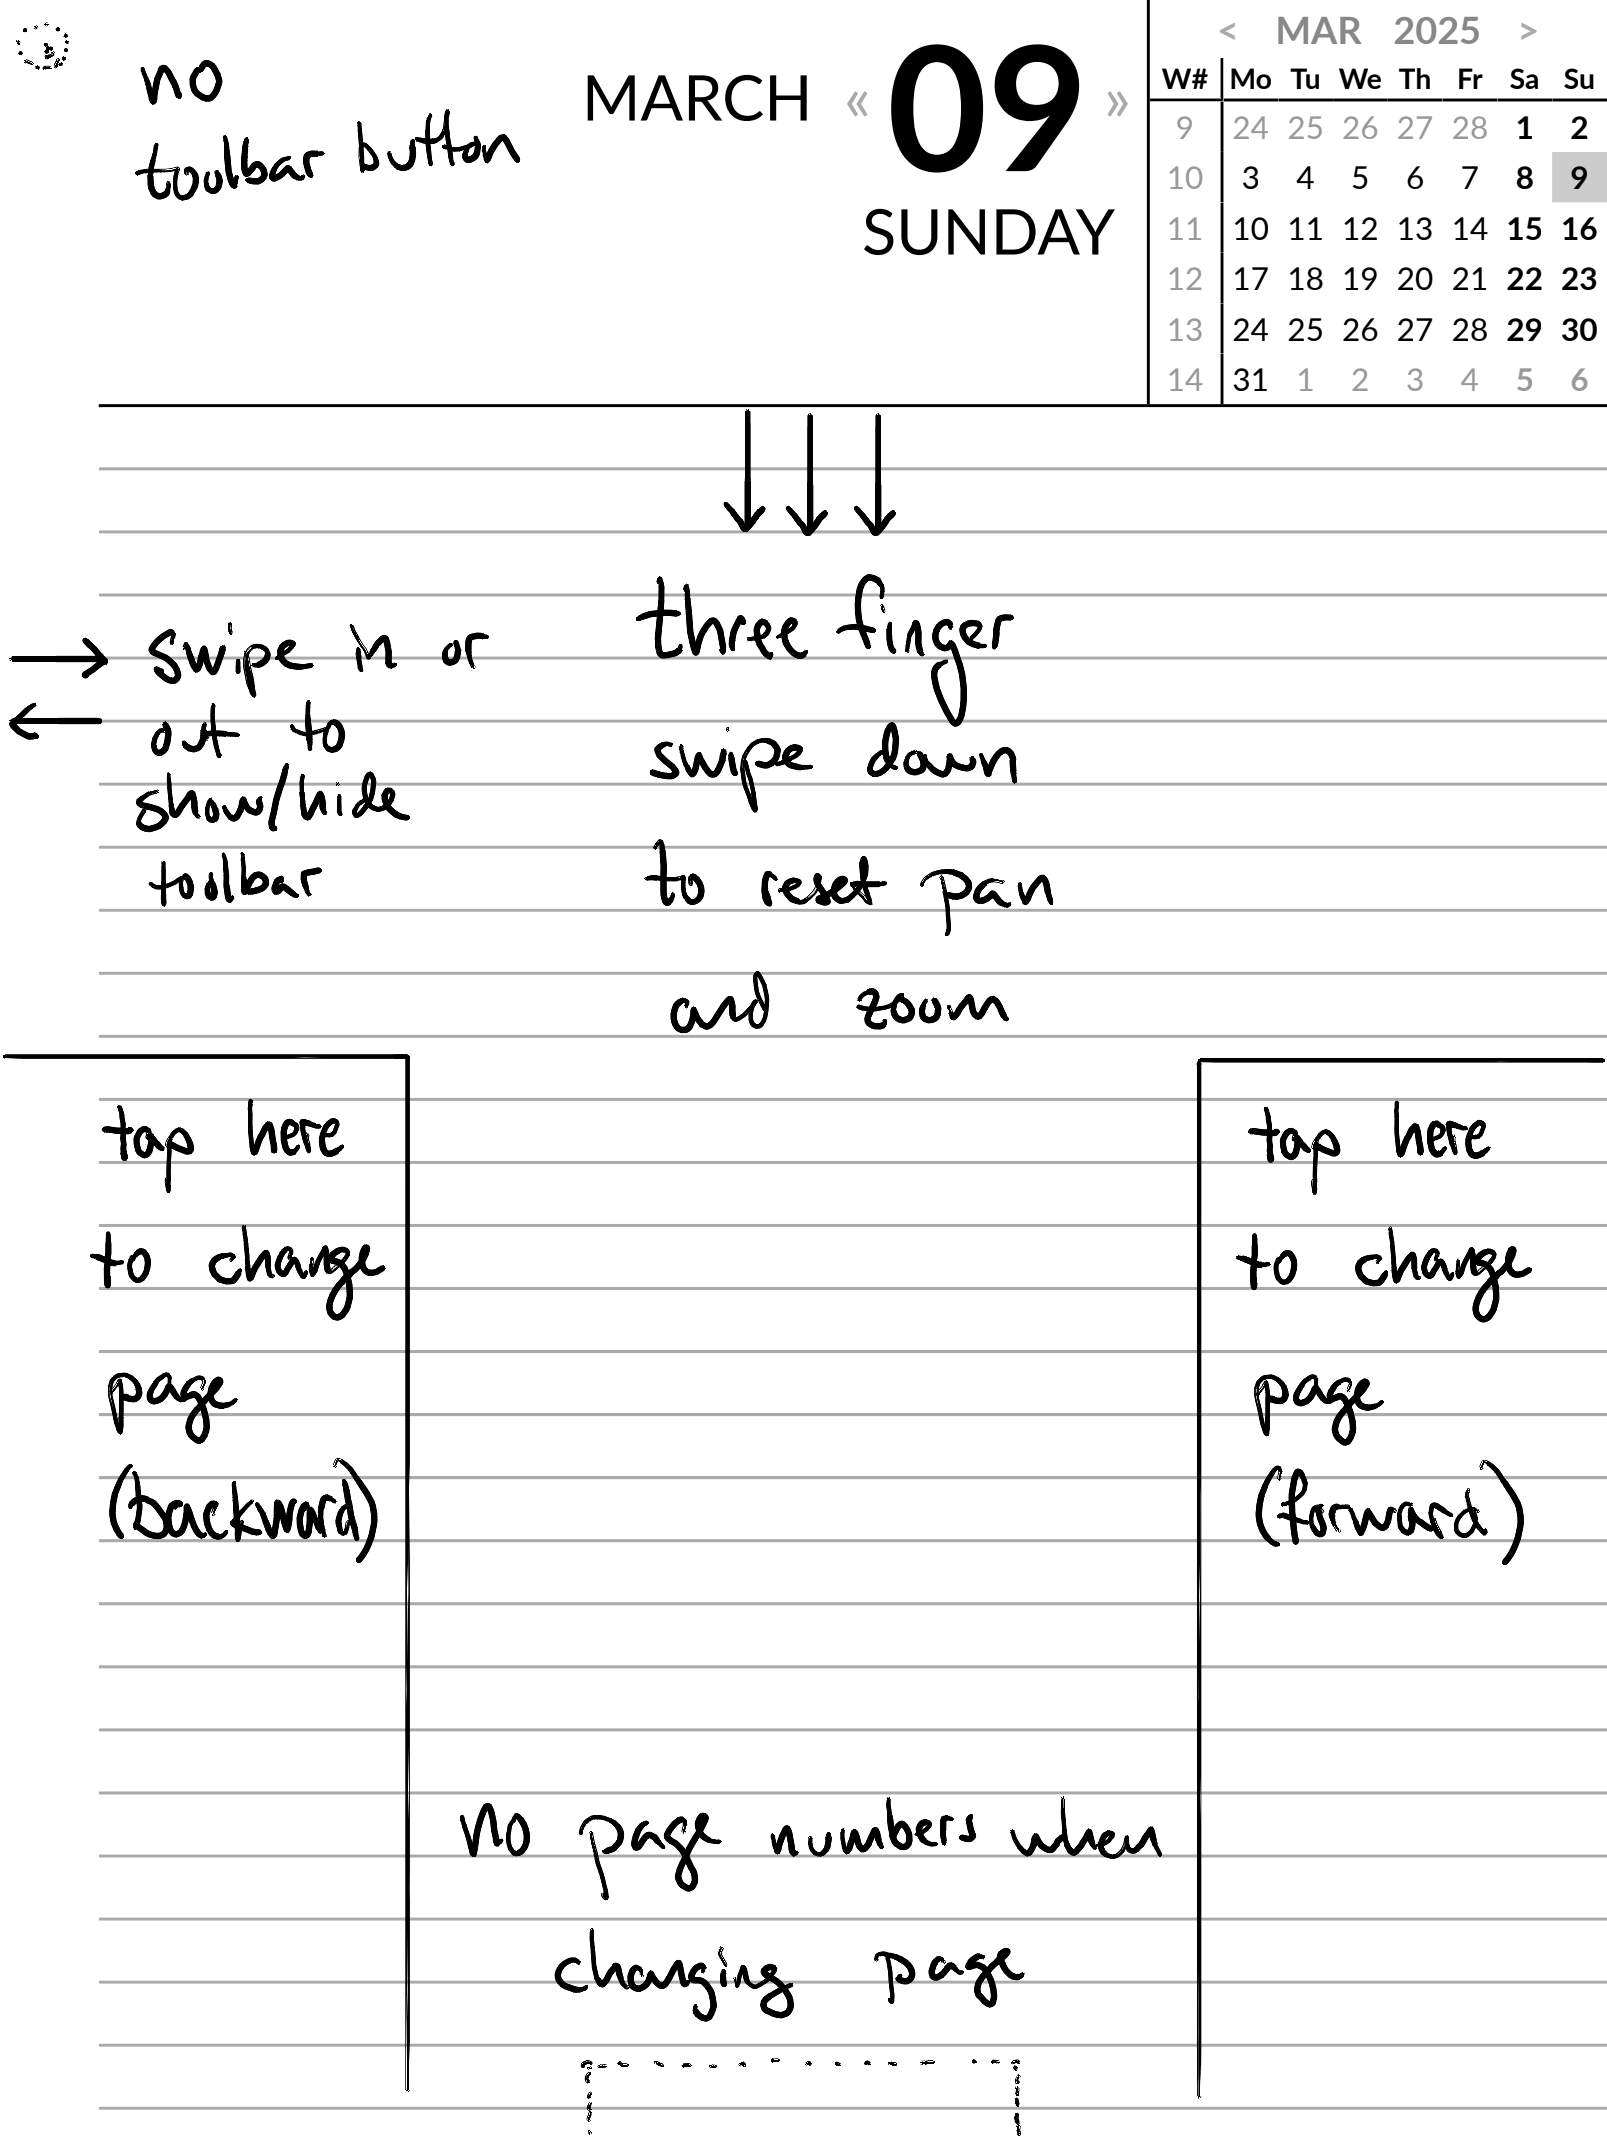 no
toolbar button
MARCH « 09 »
SUNDAY
< MAR 2025 >
W# Mo Tu We Th Fr Sa Su
9 24 25 26 27 28 1 2
10 3 4 5 6 7 8 9
11 10 11 12 13 14 15 16
12 17 18 19 20 21 22 23
13 24 25 26 27 28 29 30
14 31 1 2 3 4 5 6
swipe in or
out to
show/hide
toolbar
three finger
swipe down
to reset pan
and zoom
tap here
to change
page
(backward)
tap here
to change
page
(forward)
no page numbers when
changing page